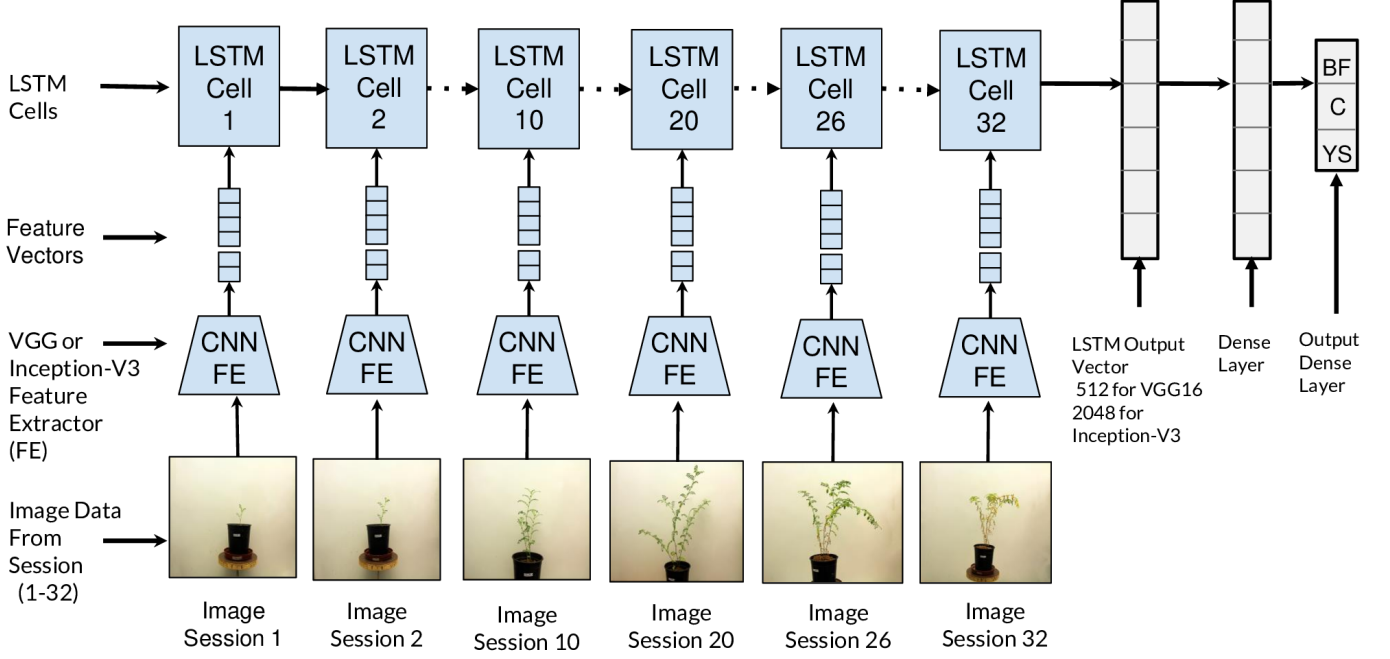 LSTM
Cells
LSTM
Cell
1
LSTM
Cell
2
LSTM
Cell
10
LSTM
Cell
20
LSTM
Cell
26
LSTM
Cell
32
BF
C
YS
Feature
Vectors
VGG or
Inception-V3
Feature
Extractor
(FE)
CNN
FE
CNN
FE
CNN
FE
CNN
FE
CNN
FE
CNN
FE
LSTM Output
Vector
512 for VGG16
2048 for
Inception-V3
Dense
Layer
Output
Dense
Layer
Image Data
From
Session
(1-32)
Image
Session 1
Image
Session 2
Image
Session 10
Image
Session 20
Image
Session 26
Image
Session 32